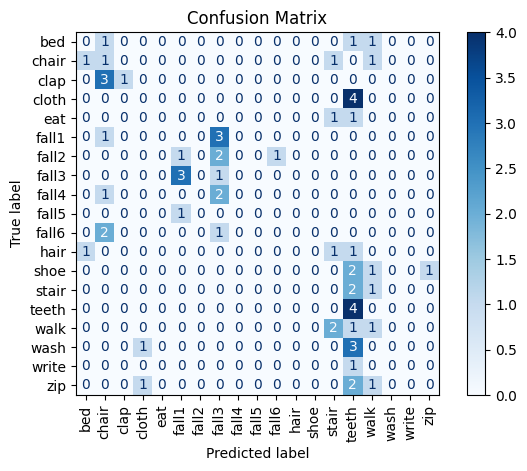 Confusion Matrix
bed 0 1 0 0 0 0 0 0 0 0 0 0 0 0 1 1 0 0 0
chair 1 1 0 0 0 0 0 0 0 0 0 0 0 1 0 1 0 0 0
clap 0 3 1 0 0 0 0 0 0 0 0 0 0 0 0 0 0 0 0
cloth 0 0 0 0 0 0 0 0 0 0 0 0 0 0 4 0 0 0 0
eat 0 0 0 0 0 0 0 0 0 0 0 0 0 1 1 0 0 0 0
fall1 0 1 0 0 0 0 0 3 0 0 0 0 0 0 0 0 0 0 0
fall2 0 0 0 0 0 1 0 2 0 0 1 0 0 0 0 0 0 0 0
fall3 0 0 0 0 0 3 0 1 0 0 0 0 0 0 0 0 0 0 0
fall4 0 1 0 0 0 0 0 2 0 0 0 0 0 0 0 0 0 0 0
fall5 0 0 0 0 0 1 0 0 0 0 0 0 0 0 0 0 0 0 0
fall6 0 2 0 0 0 0 0 1 0 0 0 0 0 0 0 0 0 0 0
hair 1 0 0 0 0 0 0 0 0 0 0 0 0 1 1 0 0 0 0
shoe 0 0 0 0 0 0 0 0 0 0 0 0 0 0 2 1 0 0 1
stair 0 0 0 0 0 0 0 0 0 0 0 0 0 0 2 1 0 0 0
teeth 0 0 0 0 0 0 0 0 0 0 0 0 0 0 4 0 0 0 0
walk 0 0 0 0 0 0 0 0 0 0 0 0 0 2 1 1 0 0 0
wash 0 0 0 1 0 0 0 0 0 0 0 0 0 0 3 0 0 0 0
write 0 0 0 0 0 0 0 0 0 0 0 0 0 0 1 0 0 0 0
zip 0 0 0 1 0 0 0 0 0 0 0 0 0 0 2 1 0 0 0
bed chair clap cloth eat fall1 fall2 fall3 fall4 fall5 fall6 hair shoe stair teeth walk wash write zip
Predicted label
True label
4.0
3.5
3.0
2.5
2.0
1.5
1.0
0.5
0.0